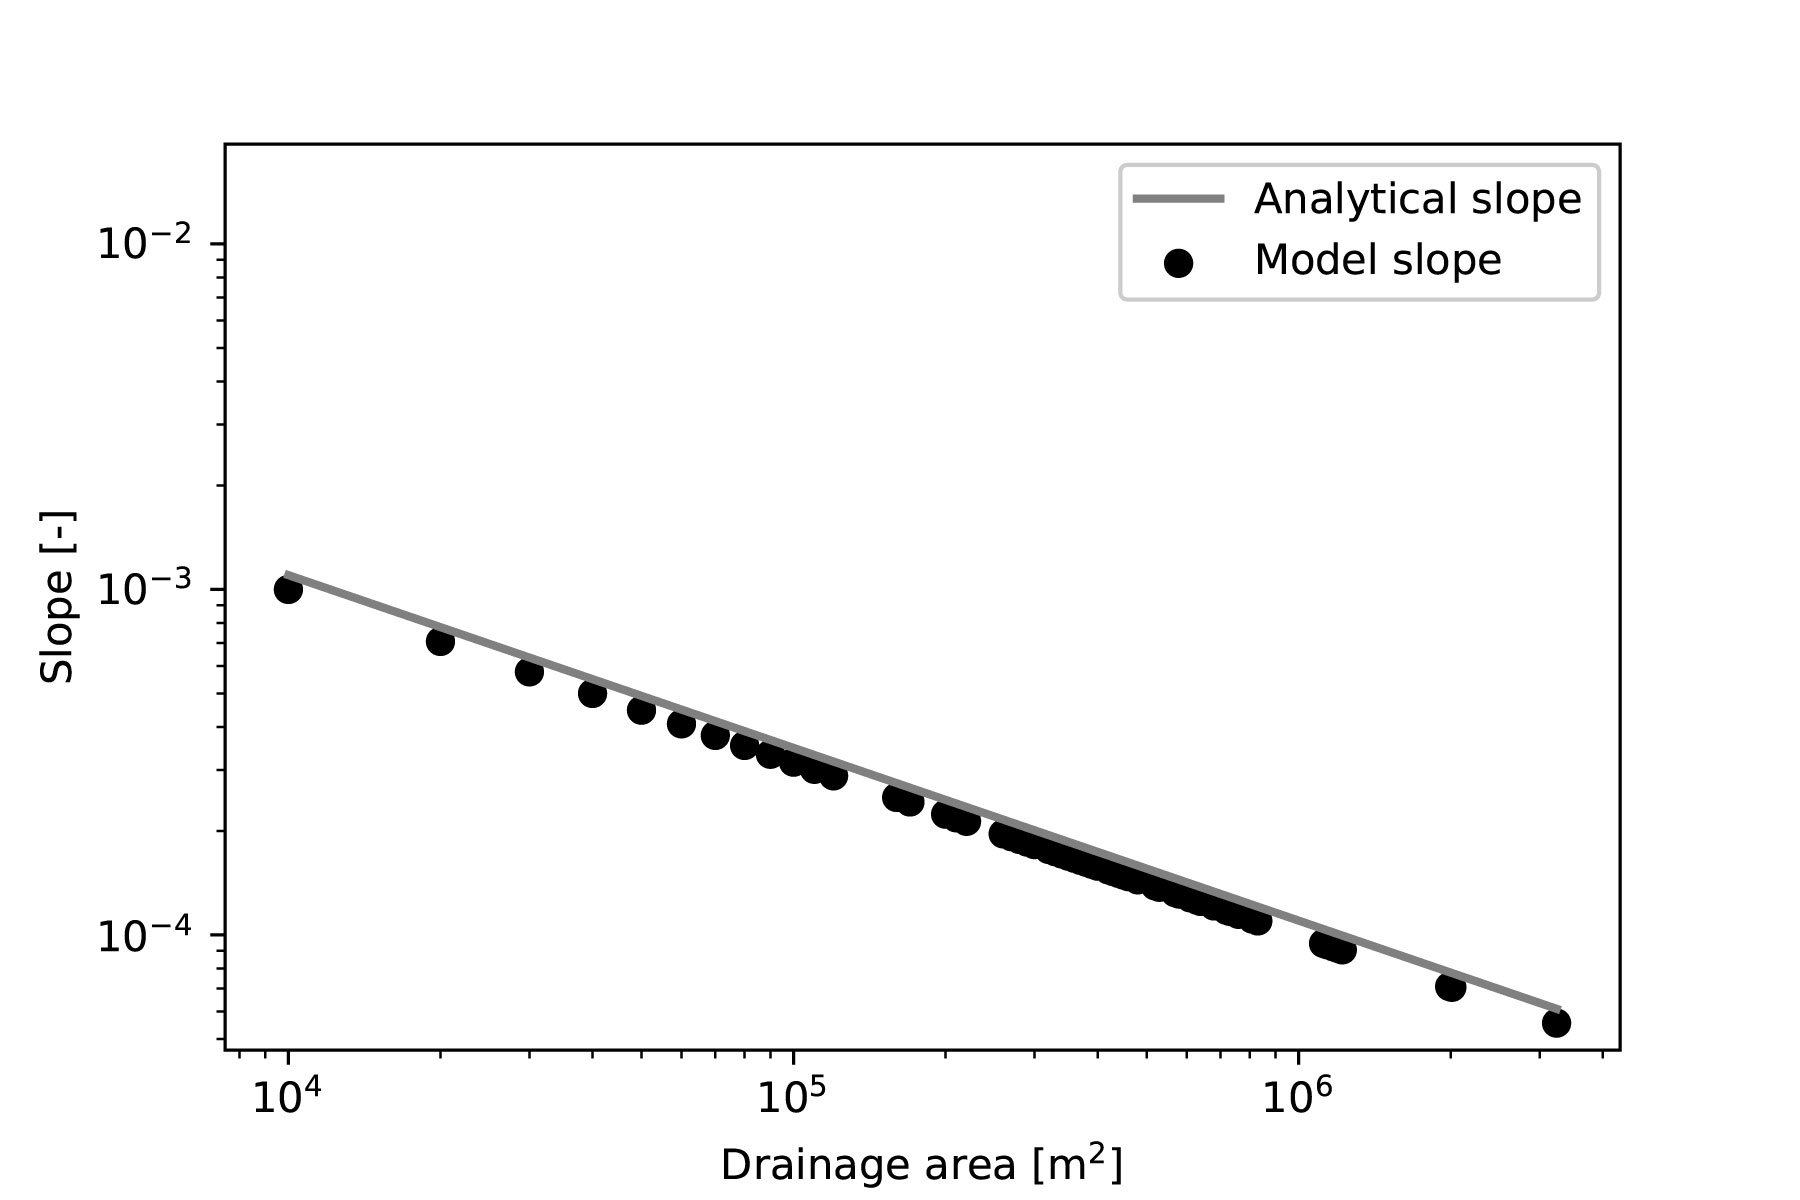 Analytical slope
Model slope
10⁻²
10⁻³
10⁻⁴
Slope [-]
10⁴ 10⁵ 10⁶
Drainage area [m²]